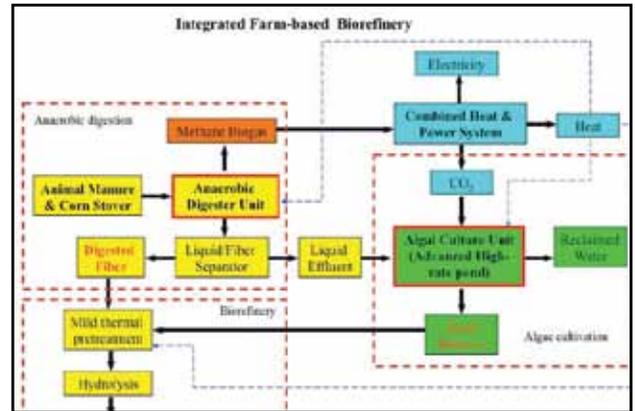 Integrated Farm-based Biorefinery
Electricity
Anaerobic digestion
Methane Biogas
Combined Heat &
Power System
Heat
Animal Manure
& Corn Stover
Anaerobic
Digester Unit
CO2
Digested
Fiber
Liquid/Fiber
Separator
Liquid
Effluent
Algal Culture Unit
(Advanced High-
rate pond)
Reclaimed
Water
Biorefinery
Mild thermal
pretreatment
Algae cultivation
Hydrolysis